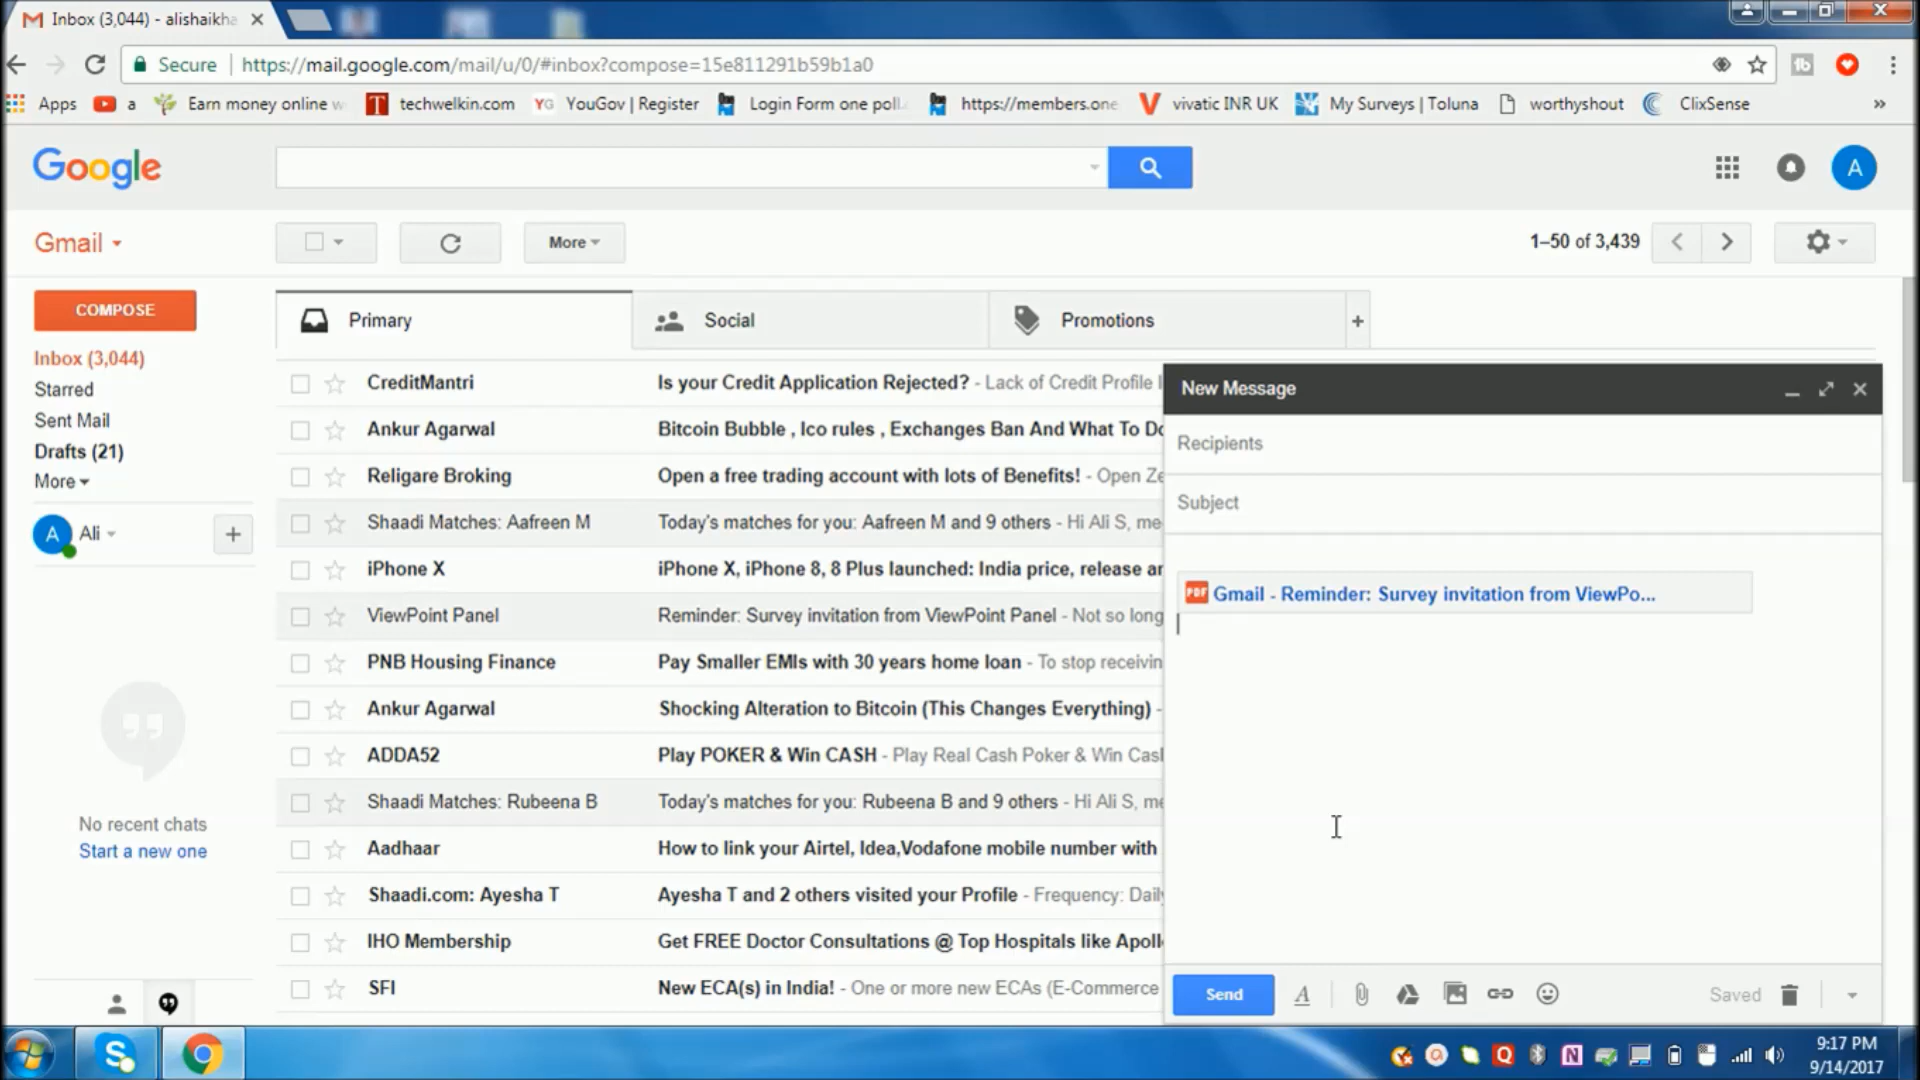 Inbox (3,044) - alishaikha
Secure https://mail.google.com/mail/u/0/#inbox?compose=15e811291b59b1a0
Apps a Earn money online w techwelkin.com YG YouGov | Register Login Form one poll. https://members.one vivatic INR UK My Surveys | Toluna worthyshout ClixSense »
Google A
Gmail More 1–50 of 3,439
COMPOSE
Primary Social Promotions +
Inbox (3,044)
Starred
Sent Mail
Drafts (21)
More
A Ali +
No recent chats
Start a new one
CreditMantri Is your Credit Application Rejected? - Lack of Credit Profile I
Ankur Agarwal Bitcoin Bubble , Ico rules , Exchanges Ban And What To Do
Religare Broking Open a free trading account with lots of Benefits! - Open Ze
Shaadi Matches: Aafreen M Today's matches for you: Aafreen M and 9 others - Hi Ali S, me
iPhone X iPhone X, iPhone 8, 8 Plus launched: India price, release an
ViewPoint Panel Reminder: Survey invitation from ViewPoint Panel - Not so long
PNB Housing Finance Pay Smaller EMIs with 30 years home loan - To stop receivin
Ankur Agarwal Shocking Alteration to Bitcoin (This Changes Everything) -
ADDA52 Play POKER & Win CASH - Play Real Cash Poker & Win Cash
Shaadi Matches: Rubeena B Today's matches for you: Rubeena B and 9 others - Hi Ali S, me
Aadhaar How to link your Airtel, Idea,Vodafone mobile number with
Shaadi.com: Ayesha T Ayesha T and 2 others visited your Profile - Frequency: Daily
IHO Membership Get FREE Doctor Consultations @ Top Hospitals like Apoll
SFI New ECA(s) in India! - One or more new ECAs (E-Commerce
New Message
Recipients
Subject
PDF Gmail - Reminder: Survey invitation from ViewPo...
Send A Saved
9:17 PM
9/14/2017